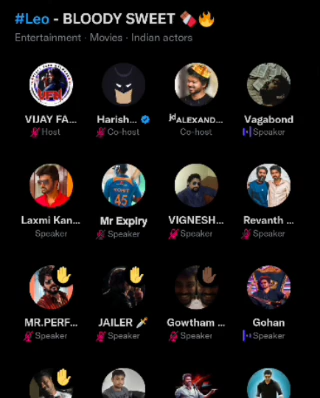 #Leo - BLOODY SWEET 🍫🔥
Entertainment · Movies · Indian actors
VIJAY FA... Harish... ALEXAND... Vagabond
Host Co-host Co-host Speaker
Laxmi Kan... Mr Expiry VIGNESH... Revanth ...
Speaker Speaker Speaker Speaker
45
MR.PERF... JAILER 🗡️ Gowtham ... Gohan
Speaker Speaker Speaker Speaker